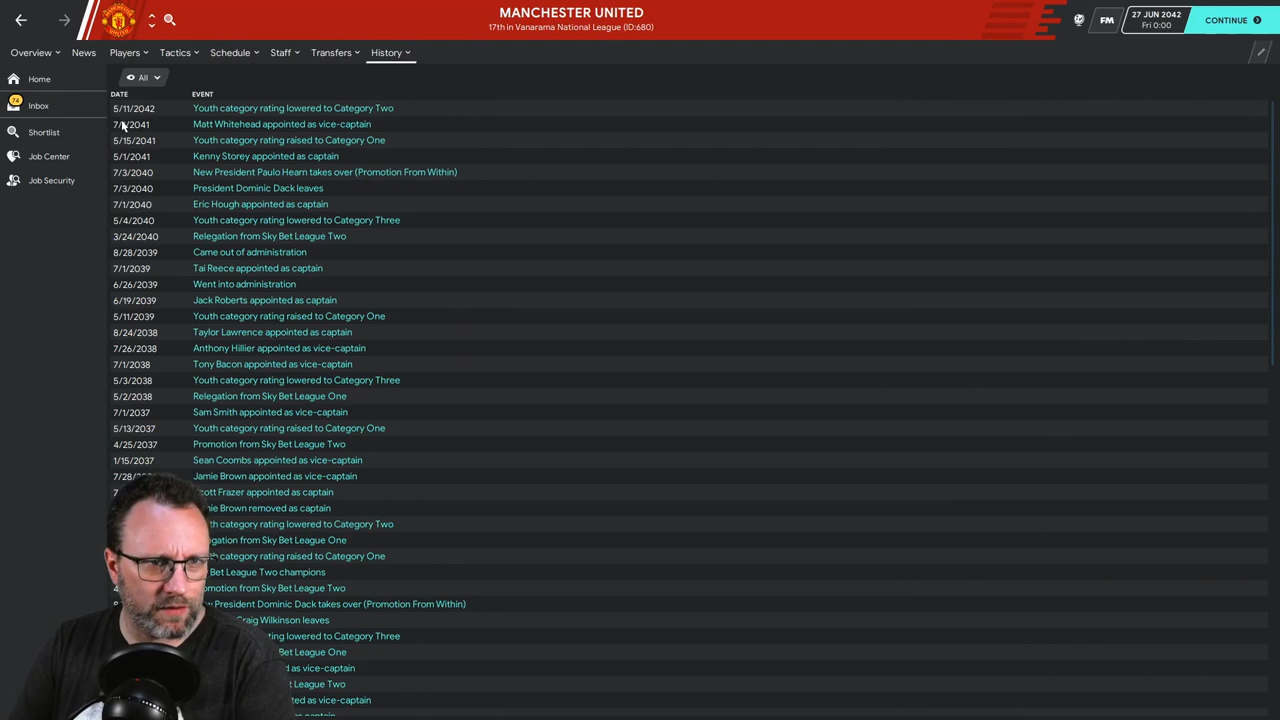 MANCHESTER UNITED
17th in Vanarama National League (ID:680)
FM
27 JUN 2042
Fri 0:00
CONTINUE
Overview
News
Players
Tactics
Schedule
Staff
Transfers
History
Home
74
Inbox
Shortlist
Job Center
Job Security
All
DATE EVENT
5/11/2042 Youth category rating lowered to Category Two
2041 Matt Whitehead appointed as vice-captain
5/15/2041 Youth category rating raised to Category One
5/1/2041 Kenny Storey appointed as captain
7/3/2040 New President Paulo Hearn takes over (Promotion From Within)
7/3/2040 President Dominic Dack leaves
7/1/2040 Eric Hough appointed as captain
5/4/2040 Youth category rating lowered to Category Three
3/24/2040 Relegation from Sky Bet League Two
8/28/2039 Came out of administration
7/1/2039 Tai Reece appointed as captain
6/26/2039 Went into administration
6/19/2039 Jack Roberts appointed as captain
5/11/2039 Youth category rating raised to Category One
8/24/2038 Taylor Lawrence appointed as captain
7/26/2038 Anthony Hillier appointed as vice-captain
7/1/2038 Tony Bacon appointed as vice-captain
5/3/2038 Youth category rating lowered to Category Three
5/2/2038 Relegation from Sky Bet League One
7/1/2037 Sam Smith appointed as vice-captain
5/13/2037 Youth category rating raised to Category One
4/25/2037 Promotion from Sky Bet League Two
1/15/2037 Sean Coombs appointed as vice-captain
7/28/ Jamie Brown appointed as vice-captain
Frazer appointed as captain
Brown removed as captain
category rating lowered to Category Two
from Sky Bet League One
category rating raised to Category One
Bet League Two champions
from Sky Bet League Two
President Dominic Dack takes over (Promotion From Within)
Craig Wilkinson leaves
rating lowered to Category Three
League One
as vice-captain
League Two
as vice-captain